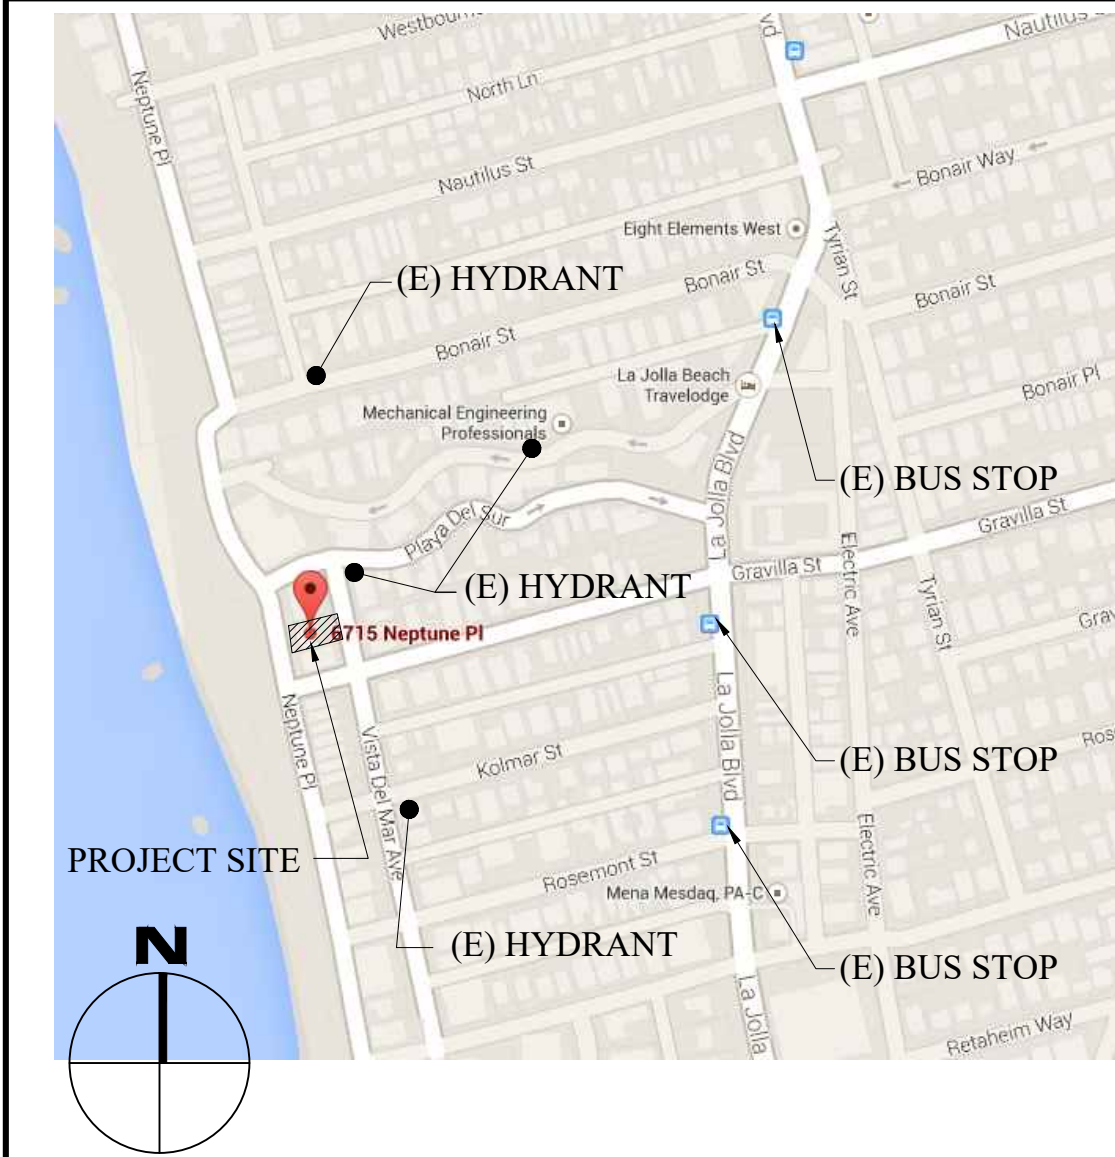 Westbourn
Nautilus S
vd
Neptune Pl
North Ln
Nautilus St
← Bonair Way ←
Eight Elements West
Tyrian St
(E) HYDRANT
Bonair St
Bonair St
Bonair St
La Jolla Beach
Travelodge
Bonair Pl
Mechanical Engineering
Professionals
La Jolla Blvd
(E) BUS STOP
Playa Del Sur
Gravilla St
Electric Ave
Gravilla St
(E) HYDRANT
Tyrian St
Grav
6715 Neptune Pl
Neptune Pl
Vista Del Mar Ave
La Jolla Blvd
Ros
Kolmar St
(E) BUS STOP
PROJECT SITE
Electric Ave
Rosemont St
Mena Mesdaq, PA-C
N
(E) HYDRANT
(E) BUS STOP
La Jolla
Retaheim Way